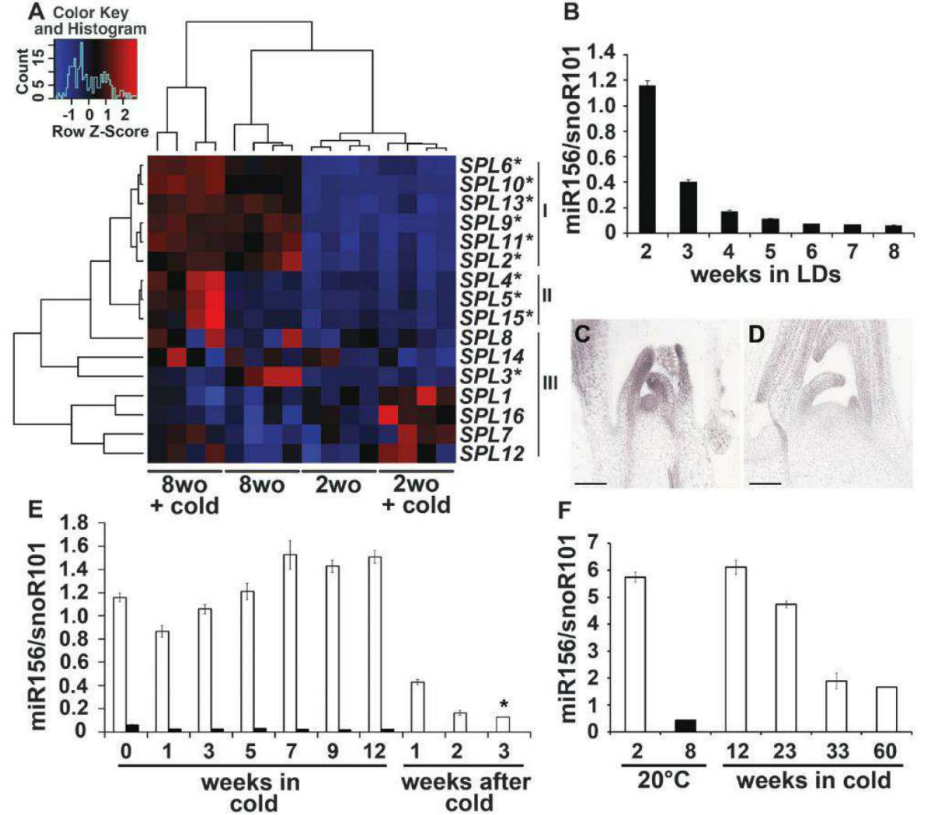 A
Color Key
and Histogram
Count
0 5 15
-1 0 1 2
Row Z-Score
SPL6*
SPL10*
SPL13*
SPL9*
SPL11*
SPL2*
SPL4*
SPL5*
SPL15*
SPL8
SPL14
SPL3*
SPL1
SPL16
SPL7
SPL12
I
II
III
8wo
+ cold
8wo
2wo
2wo
+ cold
B
miR156/snoR101
1.4
1.2
1.0
0.8
0.6
0.4
0.2
0
2 3 4 5 6 7 8
weeks in LDs
C
D
E
miR156/snoR101
1.8
1.6
1.4
1.2
1.0
0.8
0.6
0.4
0.2
0
*
0 1 3 5 7 9 12 1 2 3
weeks in
cold
weeks after
cold
F
miR156/snoR101
7
6
5
4
3
2
1
0
2 8 12 23 33 60
20°C
weeks in cold